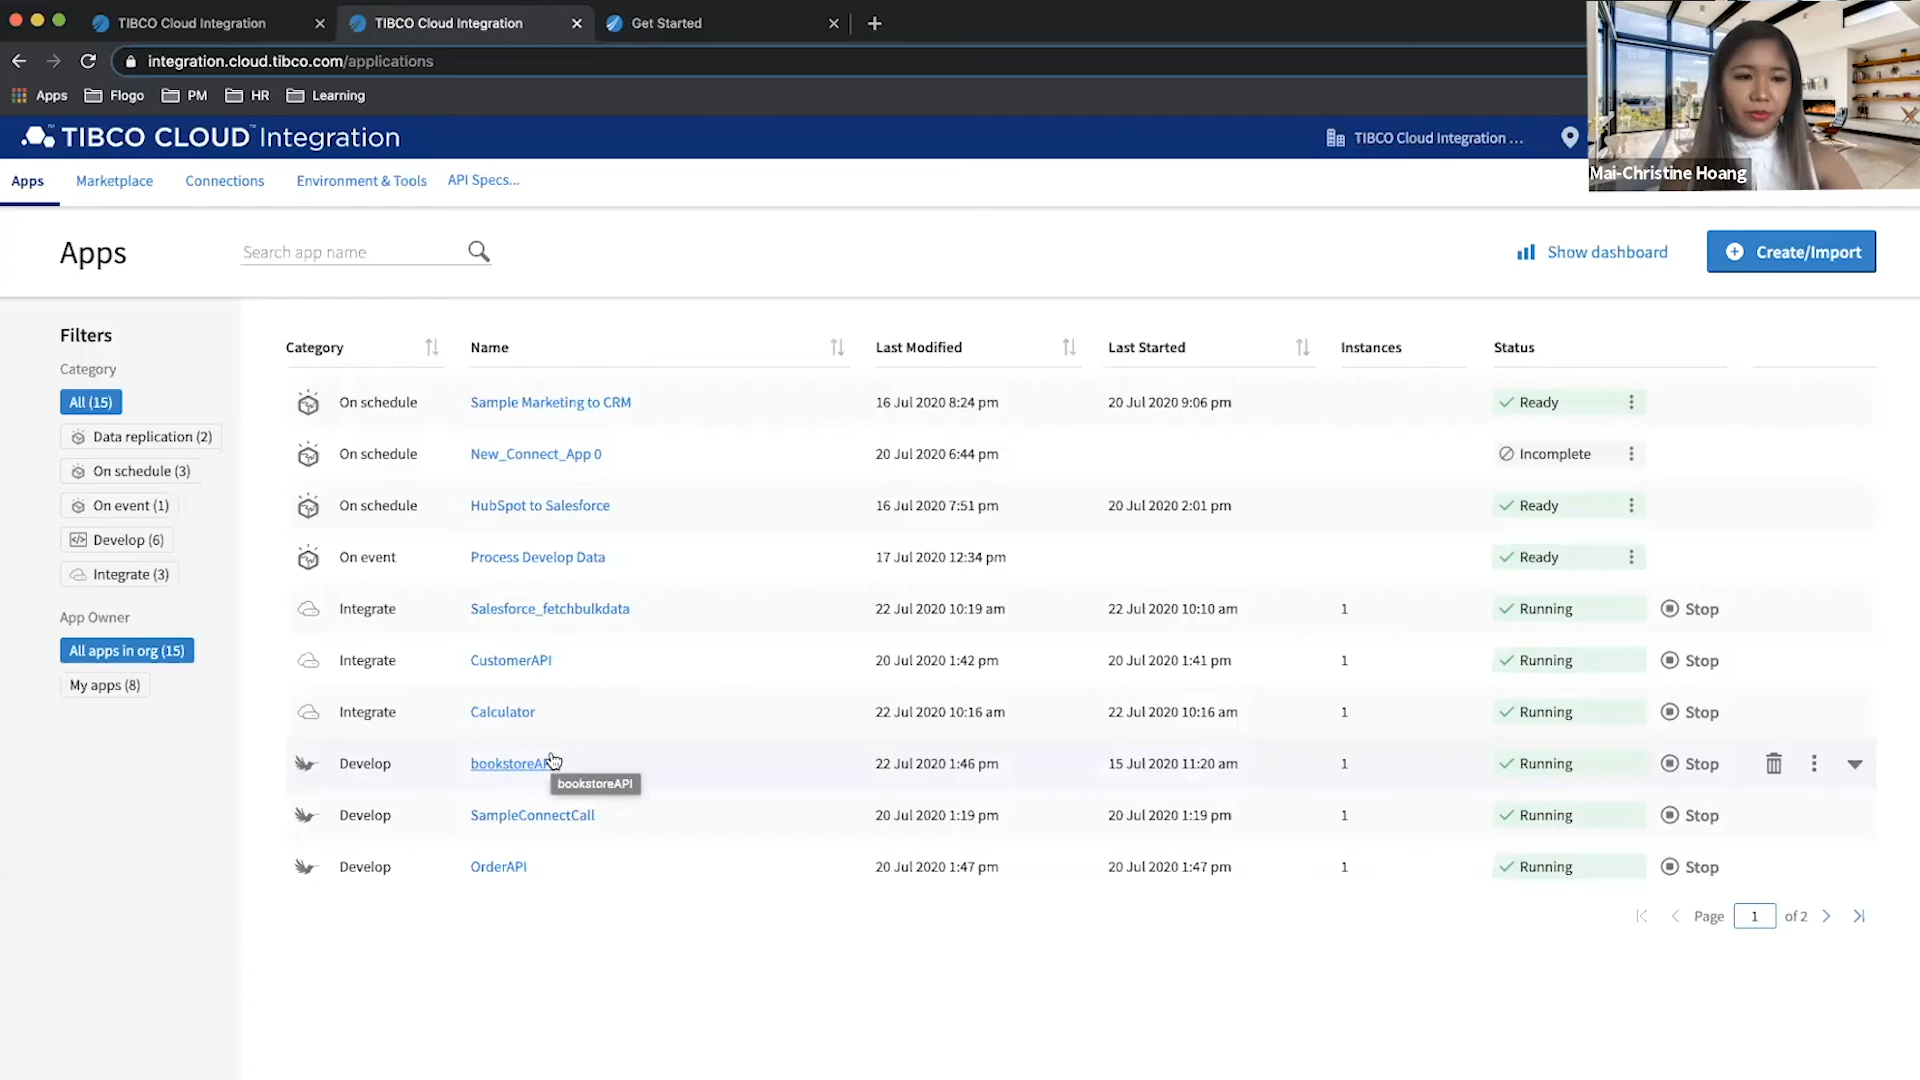 TIBCO Cloud Integration
TIBCO Cloud Integration
Get Started
integration.cloud.tibco.com/applications
Apps
Flogo
PM
HR
Learning
TIBCO CLOUD™ Integration
TIBCO Cloud Integration ...
Mai-Christine Hoang
Apps
Marketplace
Connections
Environment & Tools
API Specs...
Apps
Search app name
Show dashboard
Create/Import
Filters
Category
All (15)
Data replication (2)
On schedule (3)
On event (1)
Develop (6)
Integrate (3)
App Owner
All apps in org (15)
My apps (8)
Category Name Last Modified Last Started Instances Status
On schedule Sample Marketing to CRM 16 Jul 2020 8:24 pm 20 Jul 2020 9:06 pm Ready
On schedule New_Connect_App 0 20 Jul 2020 6:44 pm Incomplete
On schedule HubSpot to Salesforce 16 Jul 2020 7:51 pm 20 Jul 2020 2:01 pm Ready
On event Process Develop Data 17 Jul 2020 12:34 pm Ready
Integrate Salesforce_fetchbulkdata 22 Jul 2020 10:19 am 22 Jul 2020 10:10 am 1 Running Stop
Integrate CustomerAPI 20 Jul 2020 1:42 pm 20 Jul 2020 1:41 pm 1 Running Stop
Integrate Calculator 22 Jul 2020 10:16 am 22 Jul 2020 10:16 am 1 Running Stop
Develop bookstoreAPI 22 Jul 2020 1:46 pm 15 Jul 2020 11:20 am 1 Running Stop
bookstoreAPI
Develop SampleConnectCall 20 Jul 2020 1:19 pm 20 Jul 2020 1:19 pm 1 Running Stop
Develop OrderAPI 20 Jul 2020 1:47 pm 20 Jul 2020 1:47 pm 1 Running Stop
Page 1 of 2